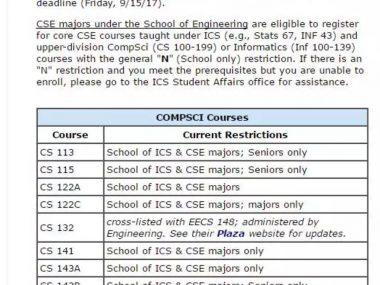 deadline (Friday, 9/15/17).
CSE majors under the School of Engineering are eligible to register
for core CSE courses taught under ICS (e.g., Stats 67, INF 43) and
upper-division CompSci (CS 100-199) or Informatics (Inf 100-139)
courses with the general "N" (School only) restriction. If there is an
"N" restriction and you meet the prerequisites but you are unable to
enroll, please go to the ICS Student Affairs office for assistance.
COMPSCI Courses
Course Current Restrictions
CS 113 School of ICS & CSE majors; Seniors only
CS 115 School of ICS & CSE majors; Seniors only
CS 122A School of ICS & CSE majors
CS 122C School of ICS & CSE majors; majors only
CS 132 cross-listed with EECS 148; administered by
Engineering. See their Plaza website for updates.
CS 141 School of ICS & CSE majors only
CS 143A School of ICS & CSE majors only